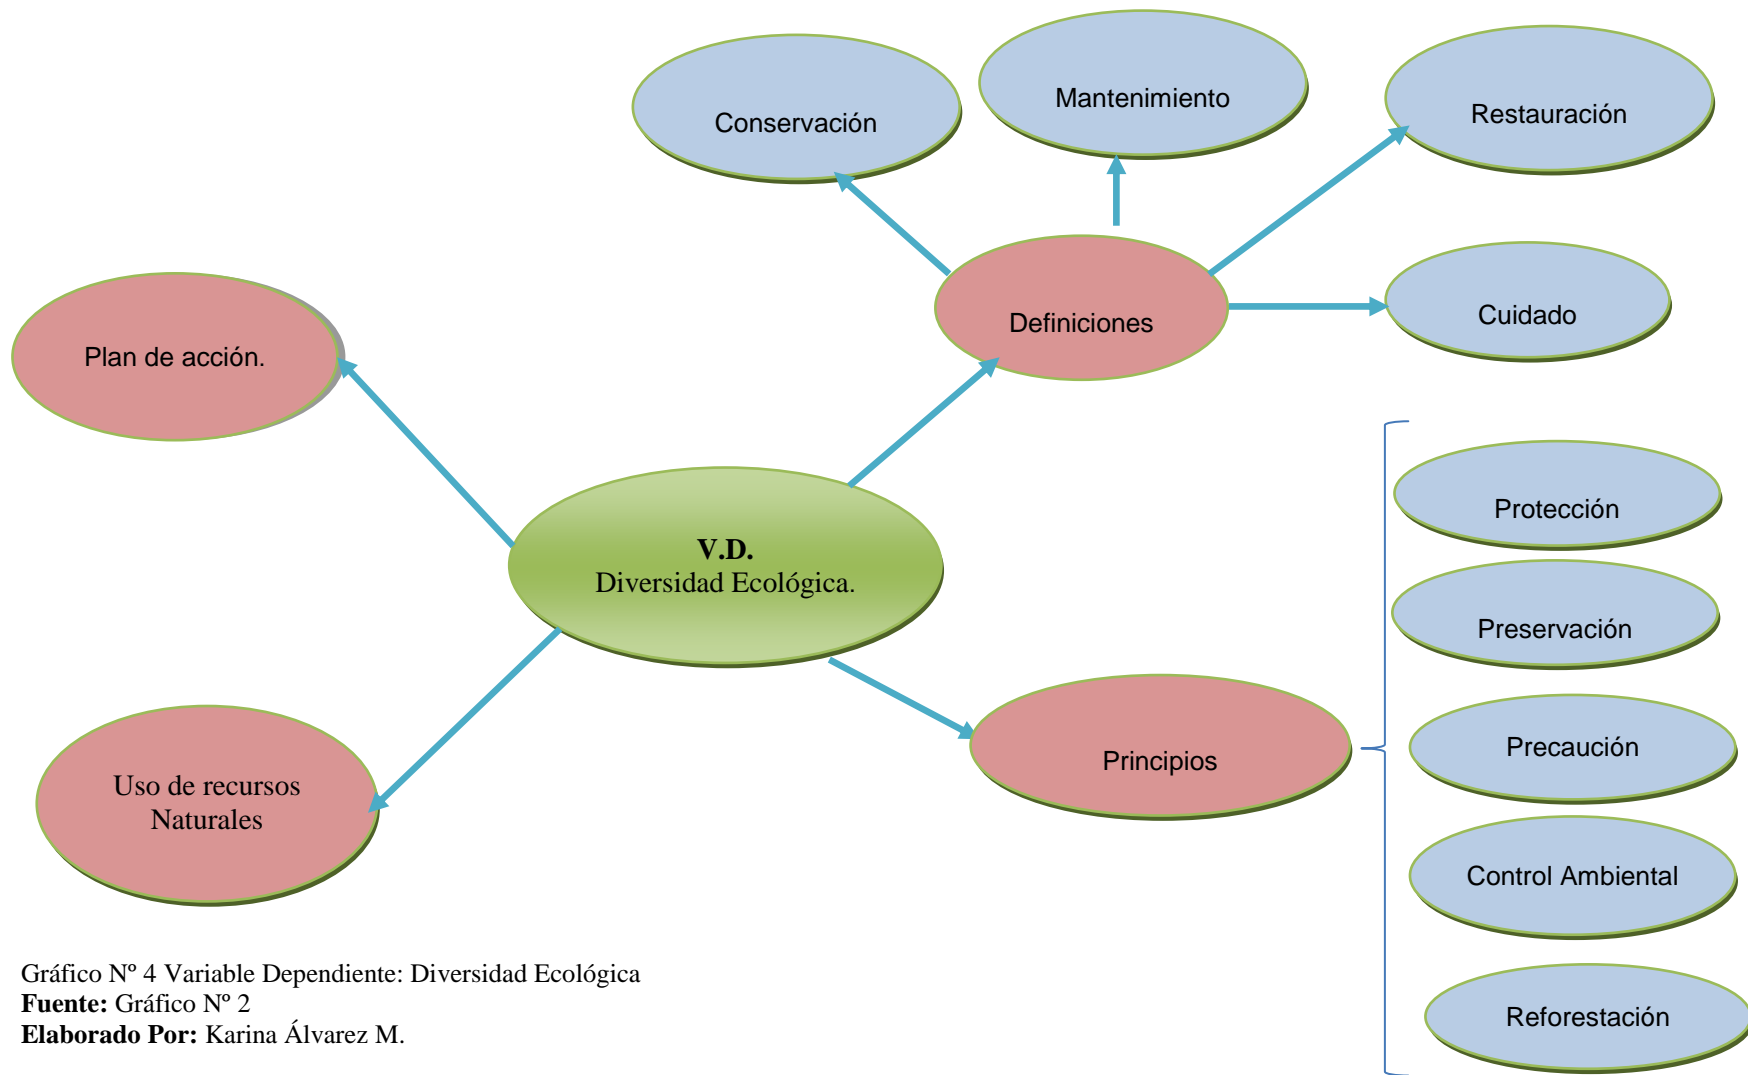 Conservación
Mantenimiento
Restauración
Plan de acción.
Definiciones
Cuidado
V.D.
Diversidad Ecológica.
Protección
Preservación
Uso de recursos
Naturales
Principios
Precaución
Control Ambiental
Reforestación
Gráfico Nº 4 Variable Dependiente: Diversidad Ecológica
Fuente: Gráfico Nº 2
Elaborado Por: Karina Álvarez M.